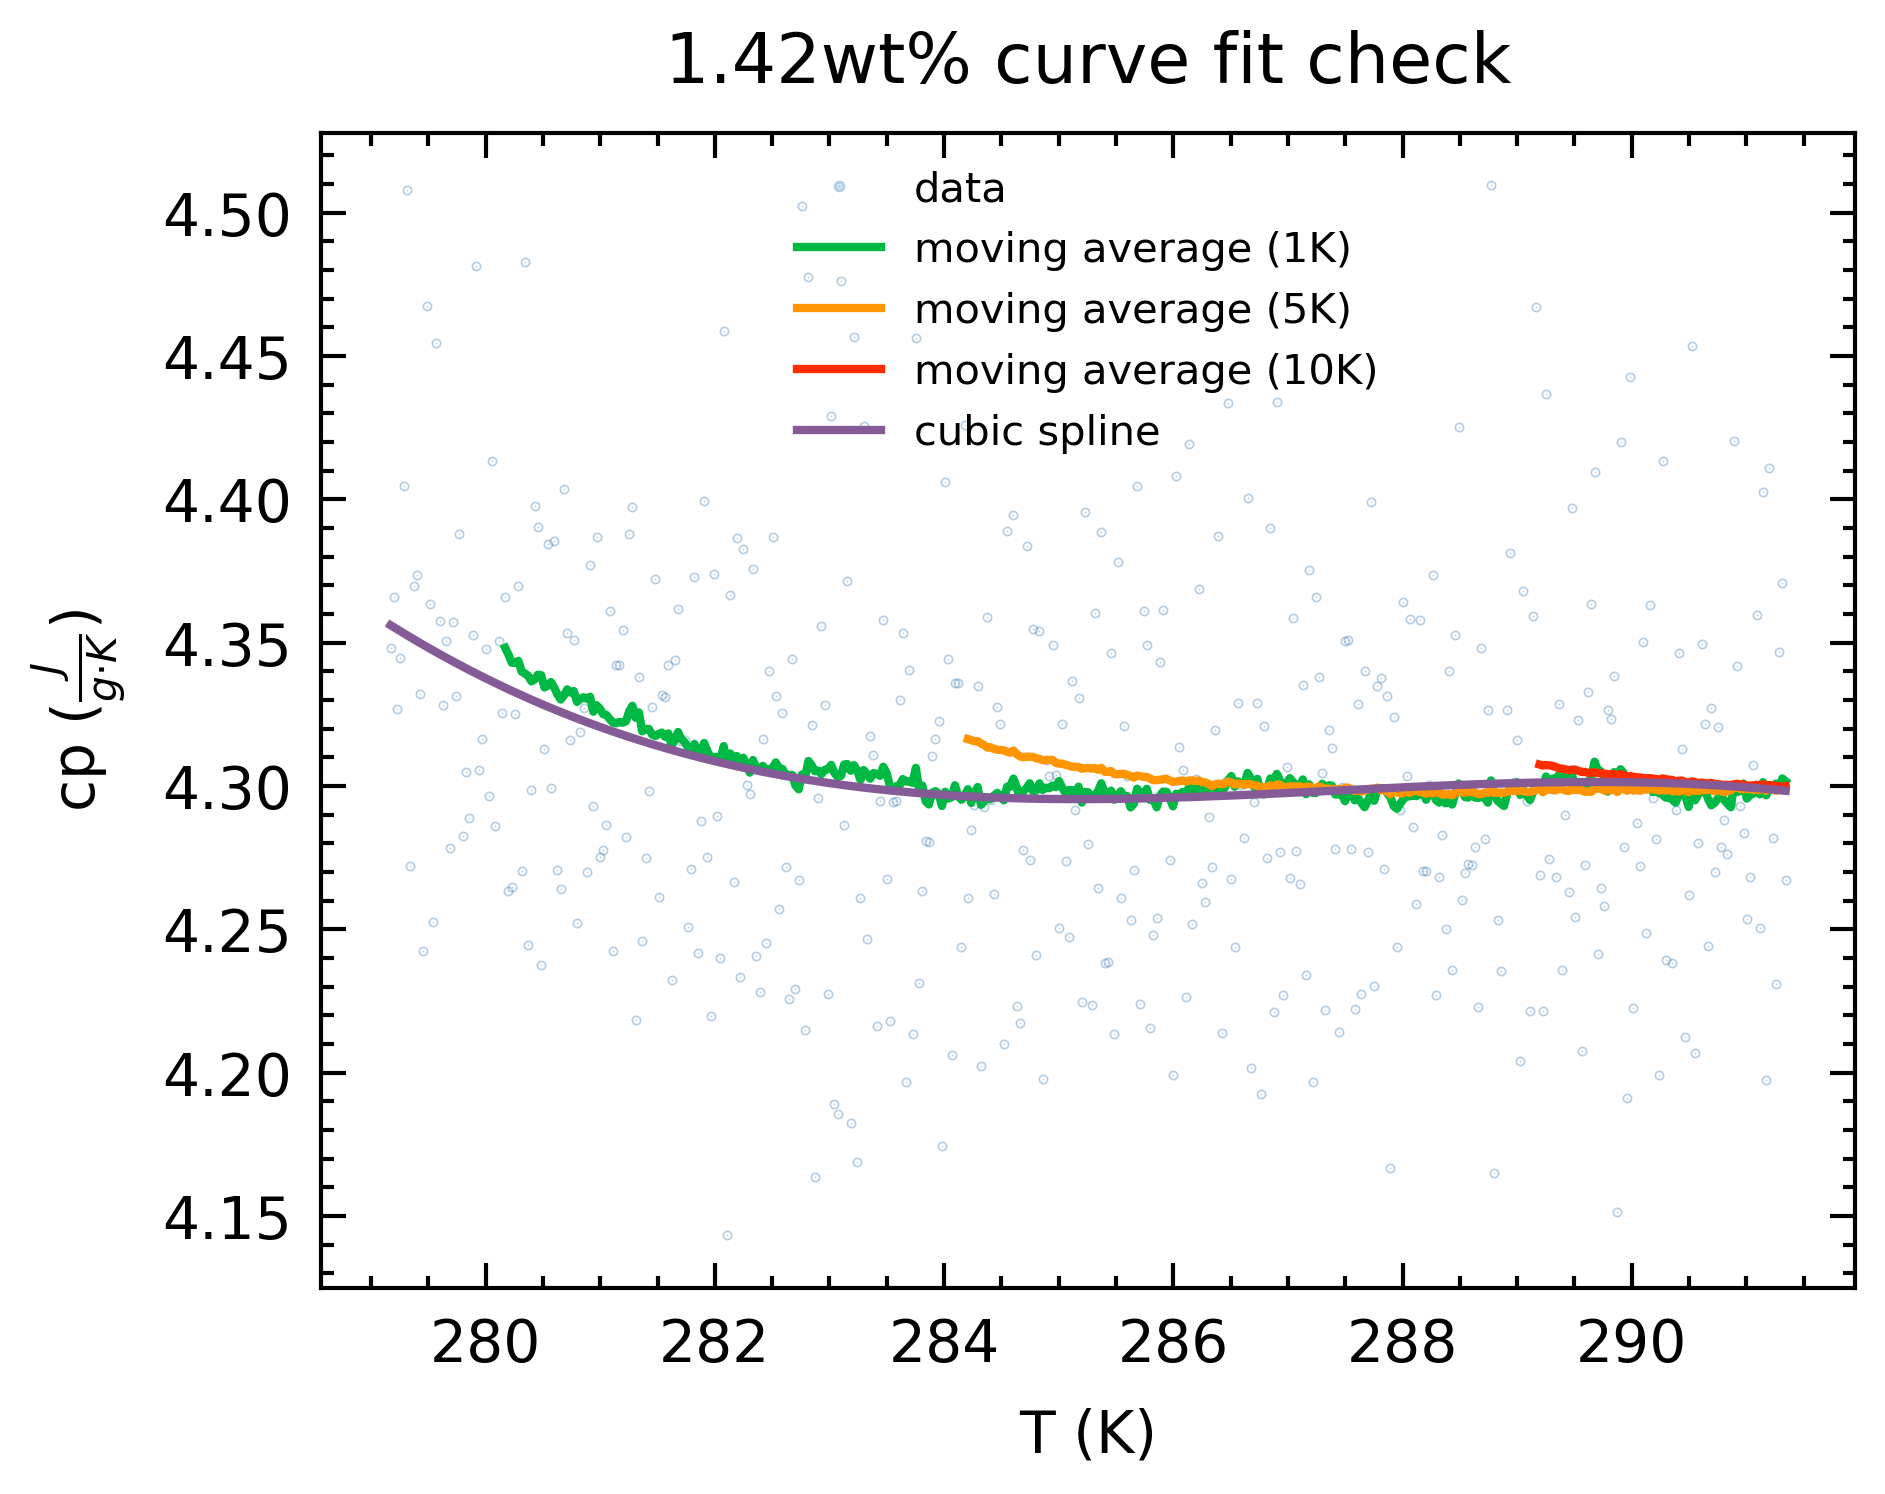 1.42wt% curve fit check
data
moving average (1K)
moving average (5K)
moving average (10K)
cubic spline
4.50
4.45
4.40
4.35
4.30
4.25
4.20
4.15
cp (J/g·K)
280 282 284 286 288 290
T (K)